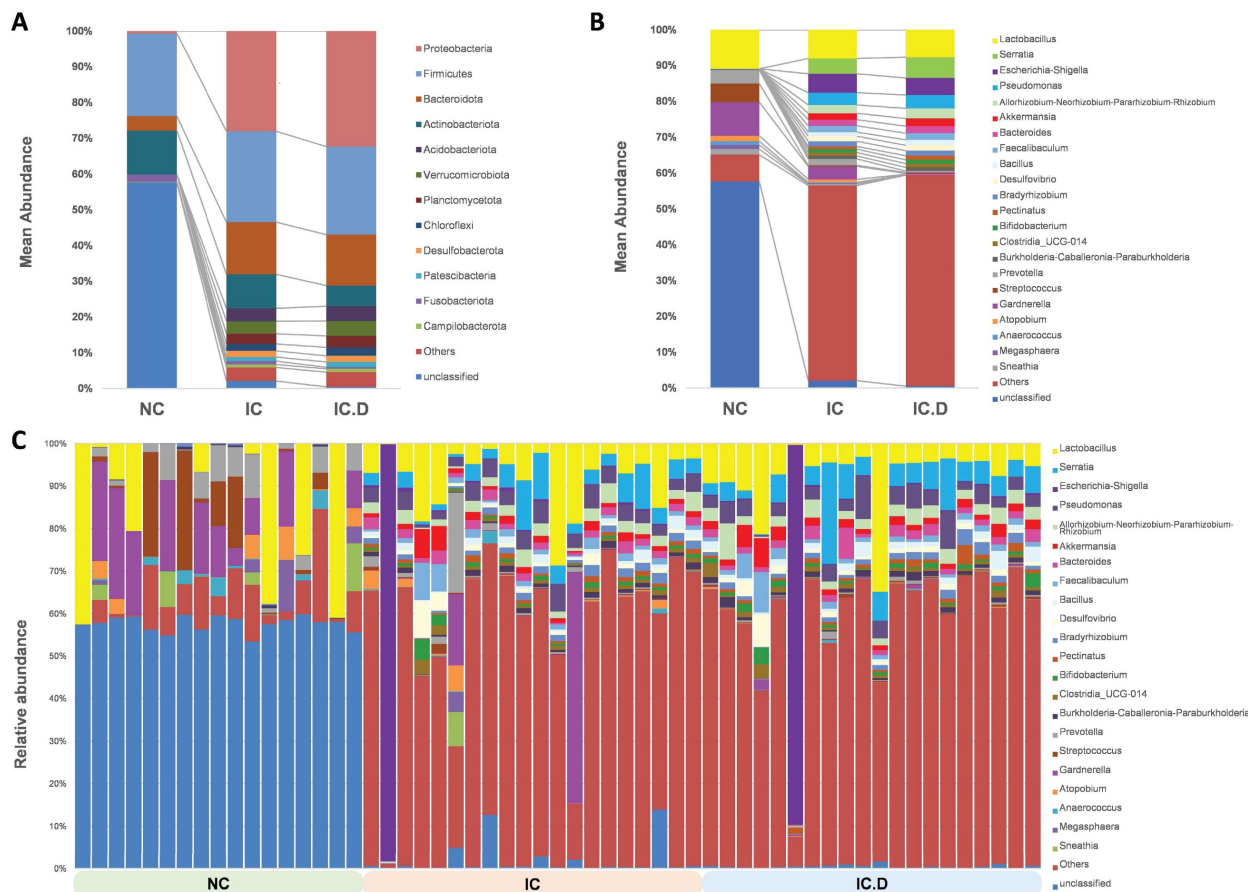 A
100%
90%
80%
70%
60%
50%
40%
30%
20%
10%
0%
Mean Abundance
NC
IC
IC.D
Proteobacteria
Firmicutes
Bacteroidota
Actinobacteriota
Acidobacteriota
Verrucomicrobiota
Planctomycetota
Chloroflexi
Desulfobacterota
Patescibacteria
Fusobacteriota
Campilobacterota
Others
unclassified
B
100%
90%
80%
70%
60%
50%
40%
30%
20%
10%
0%
Mean Abundance
NC
IC
IC.D
Lactobacillus
Serratia
Escherichia-Shigella
Pseudomonas
Allorhizobium-Neorhizobium-Pararhizobium-Rhizobium
Akkermansia
Bacteroides
Faecalibaculum
Bacillus
Desulfovibrio
Bradyrhizobium
Pectinatus
Bifidobacterium
Clostridia_UCG-014
Burkholderia-Caballeronia-Paraburkholderia
Prevotella
Streptococcus
Gardnerella
Atopobium
Anaerococcus
Megasphaera
Sneathia
Others
unclassified
C
100%
90%
80%
70%
60%
50%
40%
30%
20%
10%
0%
Relative abundance
NC
IC
IC.D
Lactobacillus
Serratia
Escherichia-Shigella
Pseudomonas
Allorhizobium-Neorhizobium-Pararhizobium-
Rhizobium
Akkermansia
Bacteroides
Faecalibaculum
Bacillus
Desulfovibrio
Bradyrhizobium
Pectinatus
Bifidobacterium
Clostridia_UCG-014
Burkholderia-Caballeronia-Paraburkholderia
Prevotella
Streptococcus
Gardnerella
Atopobium
Anaerococcus
Megasphaera
Sneathia
Others
unclassified